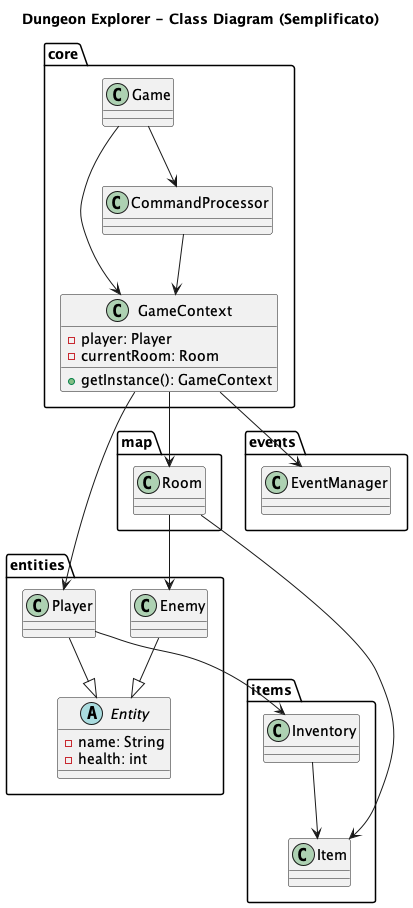 Dungeon Explorer - Class Diagram (Semplificato)
core
C Game
C CommandProcessor
C GameContext
player: Player
currentRoom: Room
getInstance(): GameContext
map
events
C Room
C EventManager
entities
C Player
C Enemy
items
A Entity
name: String
health: int
C Inventory
C Item